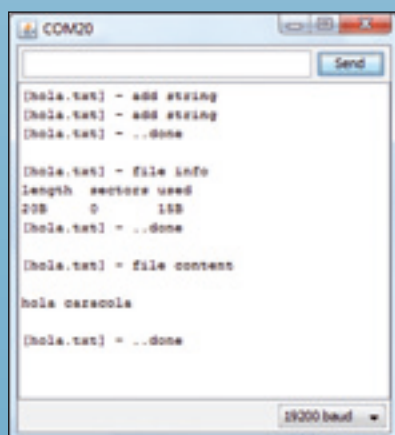 COM20
Send
[hola.txt] - add string
[hola.txt] - add string
[hola.txt] - ..done
[hola.txt] - file info
length sectors used
20B 0 15B
[hola.txt] - ..done
[hola.txt] - file content
hola caracola
[hola.txt] - ..done
19200 baud